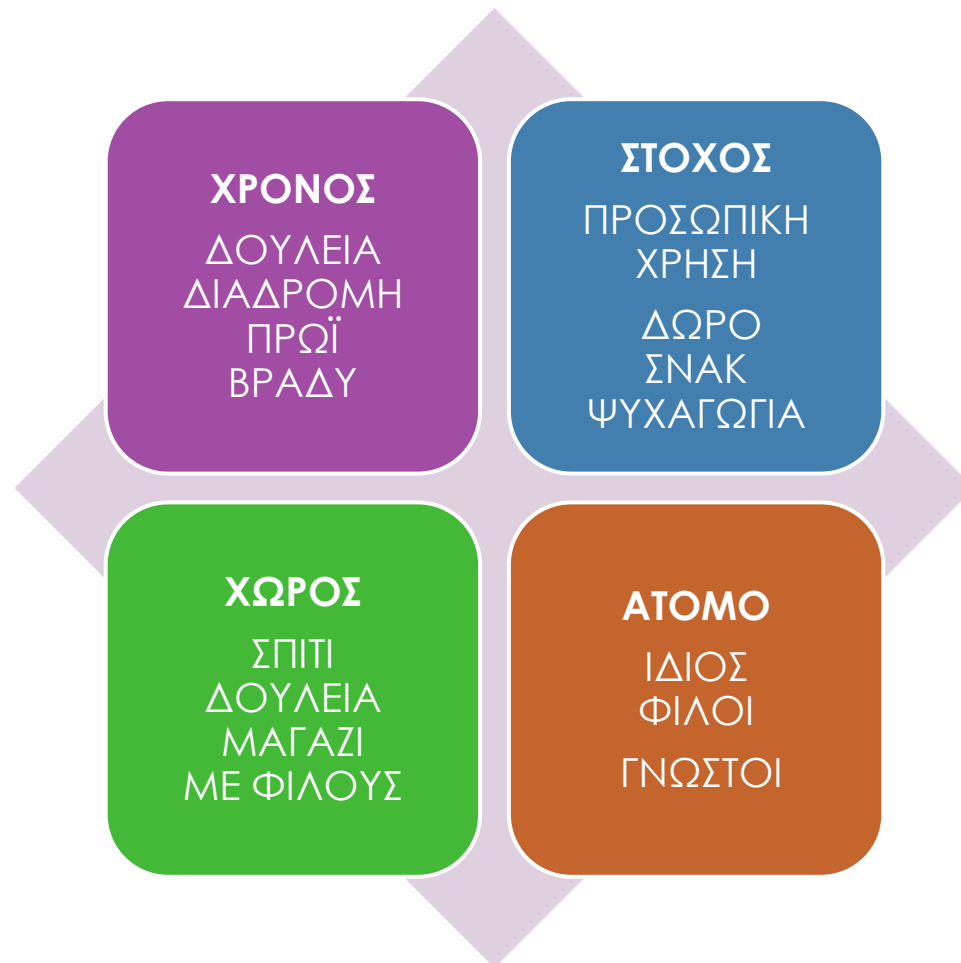 ΧΡΟΝΟΣ
ΔΟΥΛΕΙΑ
ΔΙΑΔΡΟΜΗ
ΠΡΩΪ
ΒΡΑΔΥ
ΣΤΟΧΟΣ
ΠΡΟΣΩΠΙΚΗ
ΧΡΗΣΗ
ΔΩΡΟ
ΣΝΑΚ
ΨΥΧΑΓΩΓΙΑ
ΧΩΡΟΣ
ΣΠΙΤΙ
ΔΟΥΛΕΙΑ
ΜΑΓΑΖΙ
ΜΕ ΦΙΛΟΥΣ
ΑΤΟΜΟ
ΙΔΙΟΣ
ΦΙΛΟΙ
ΓΝΩΣΤΟΙ